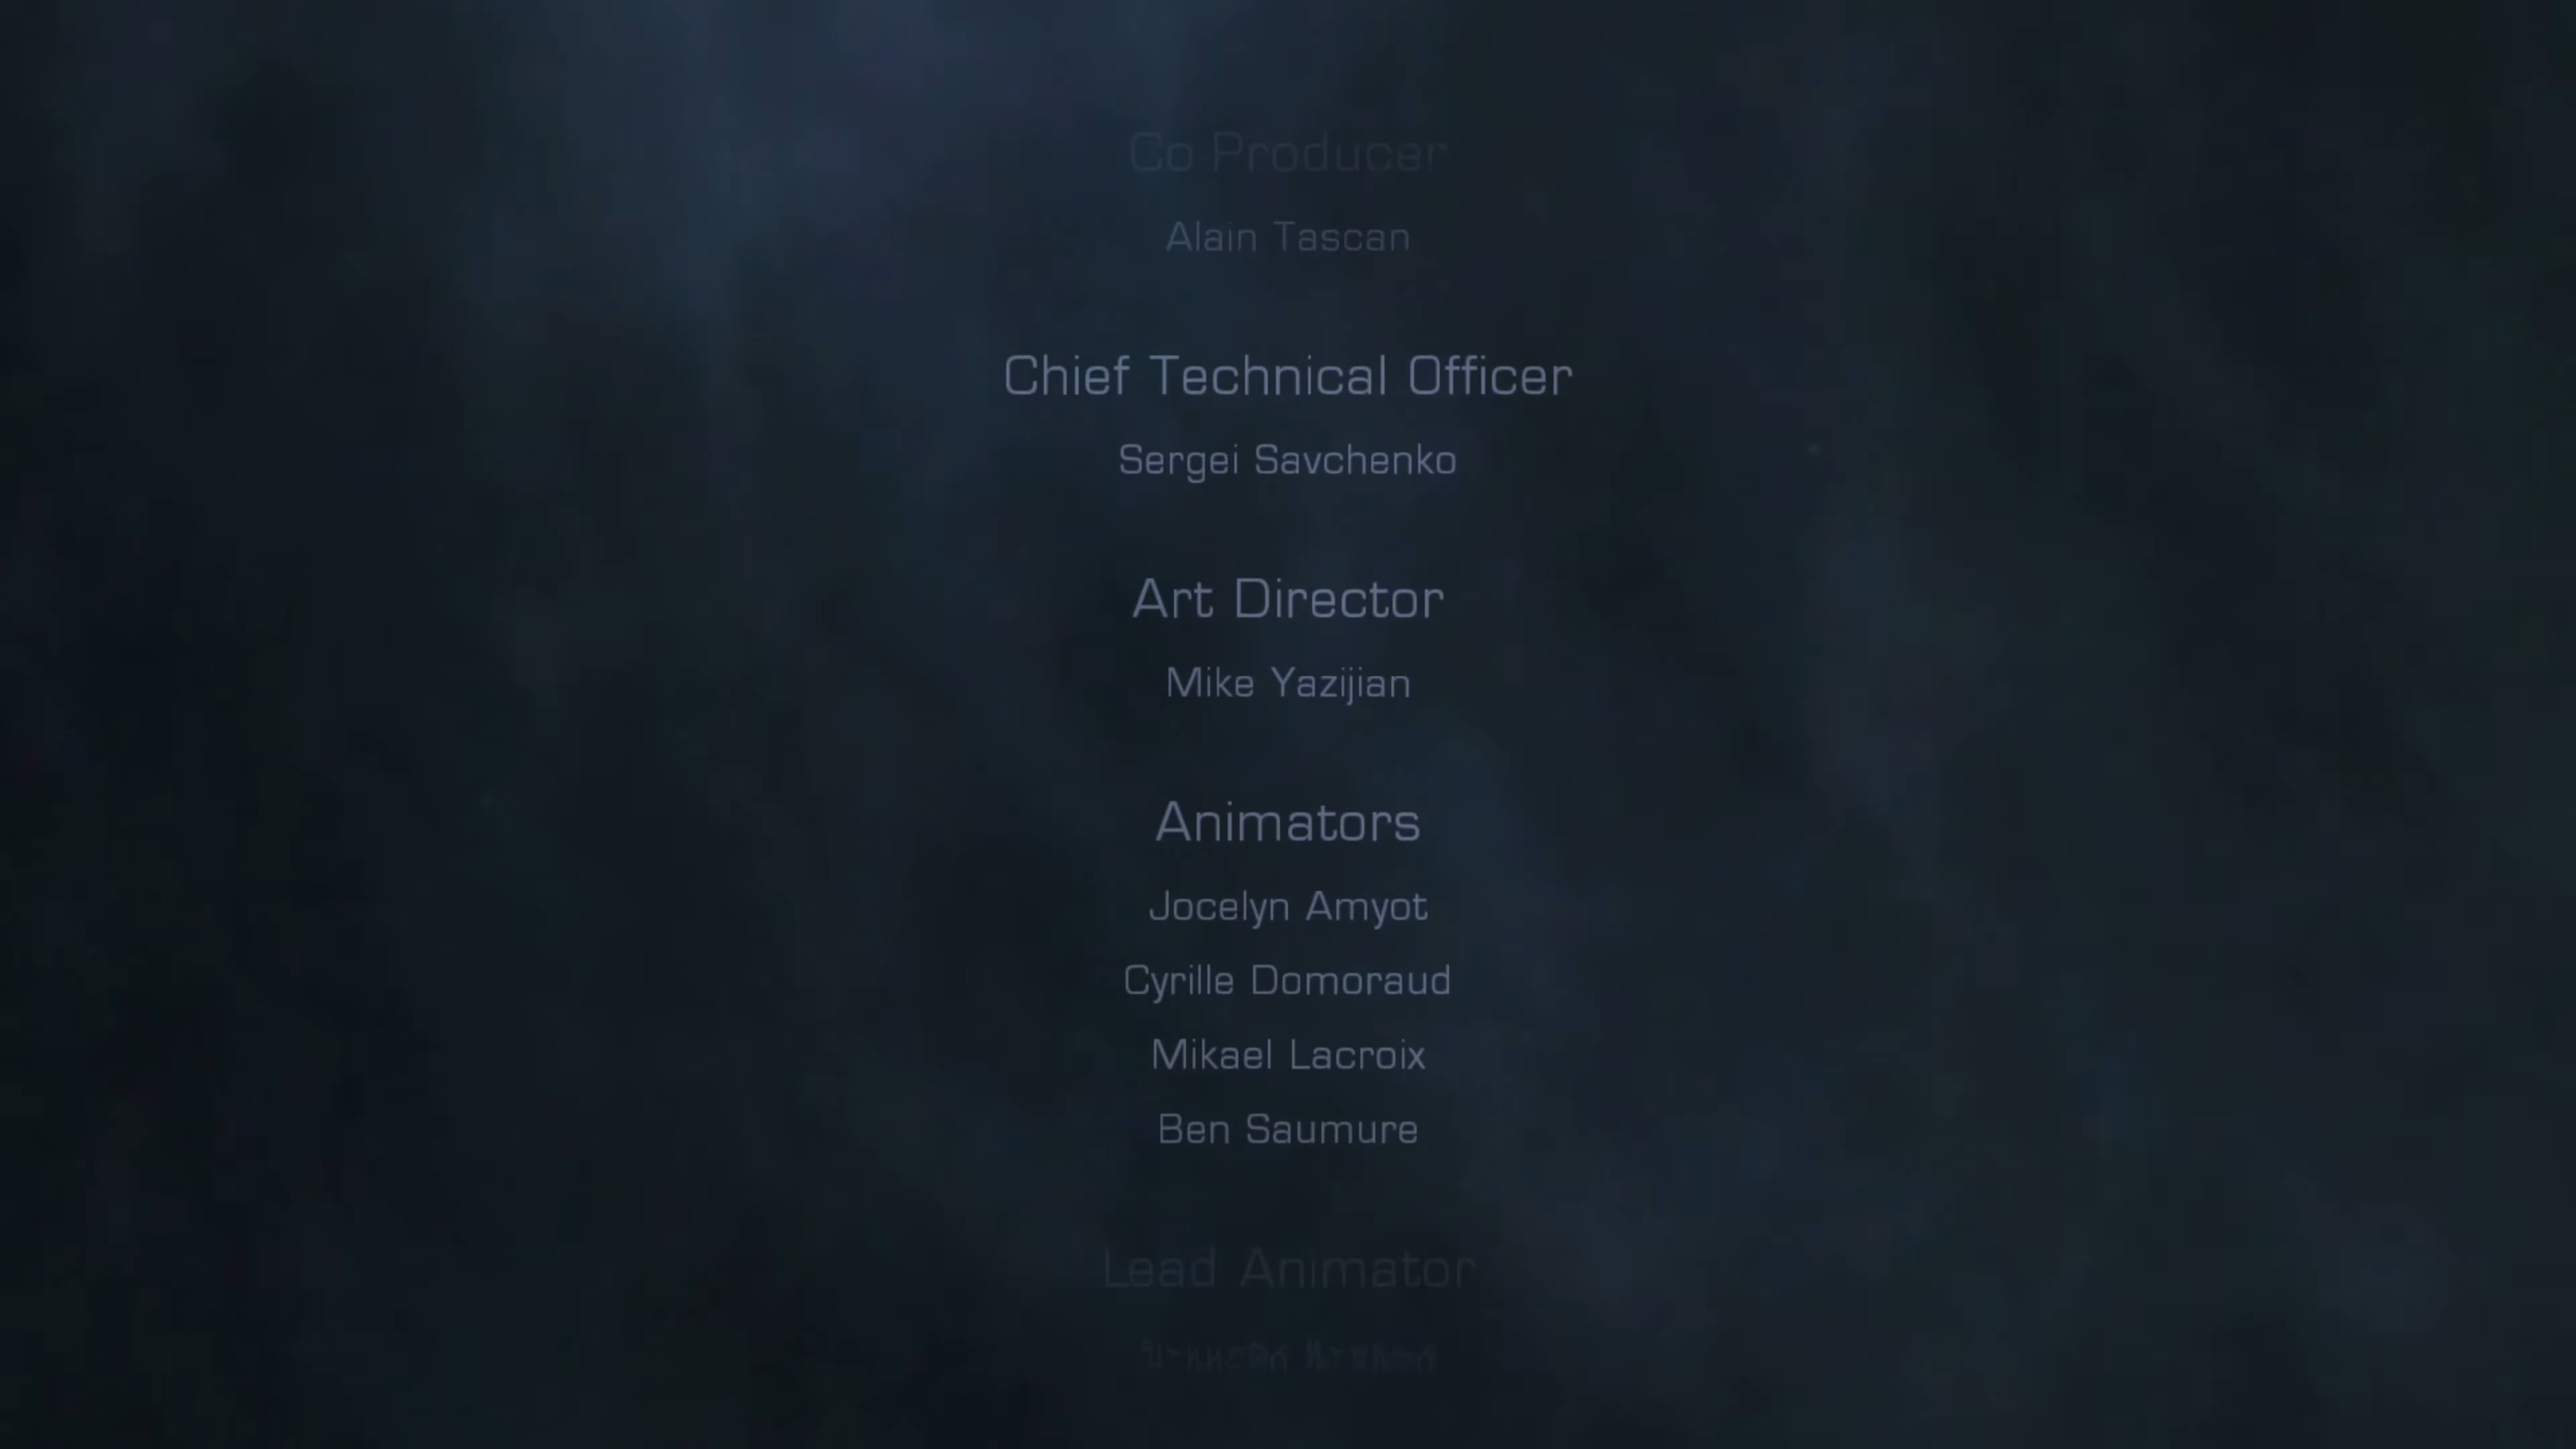 Co-Producer
Alain Tascan
Chief Technical Officer
Sergei Savchenko
Art Director
Mike Yazijian
Animators
Jocelyn Amyot
Cyrille Domoraud
Mikael Lacroix
Ben Saumure
Lead Animator